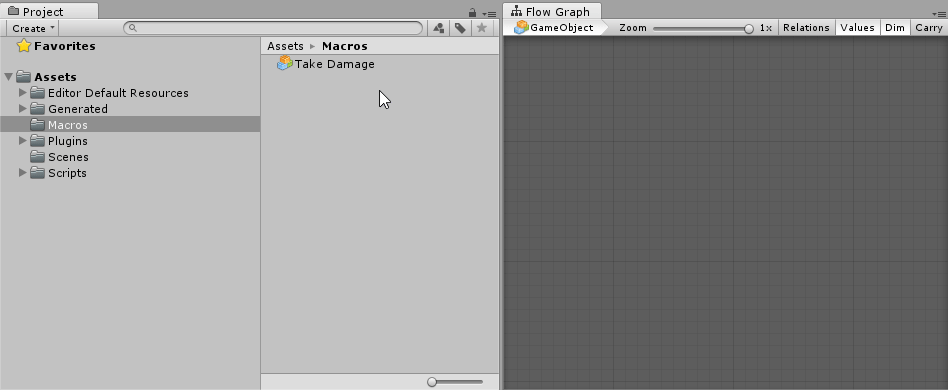 Project
Create
Favorites
Assets
Editor Default Resources
Generated
Macros
Plugins
Scenes
Scripts
Assets ▸ Macros
Take Damage
Flow Graph
GameObject Zoom 1x Relations Values Dim Carry